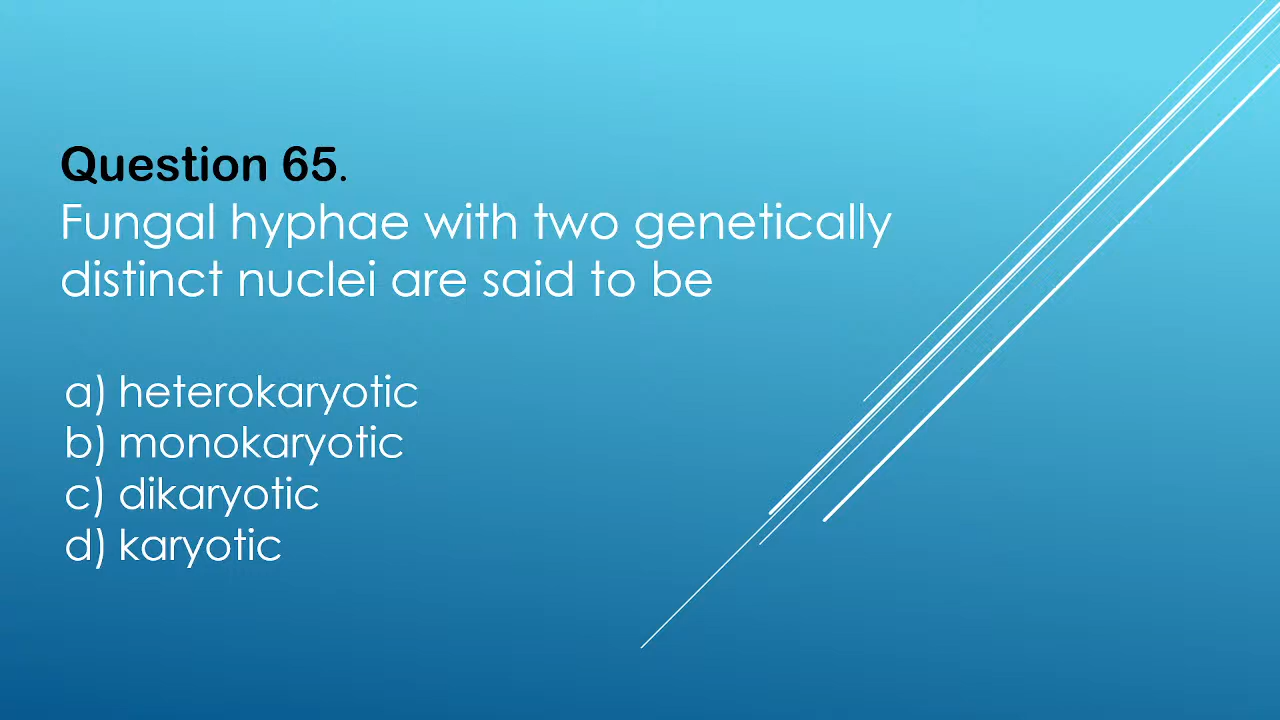 Question 65.
Fungal hyphae with two genetically
distinct nuclei are said to be
a) heterokaryotic
b) monokaryotic
c) dikaryotic
d) karyotic